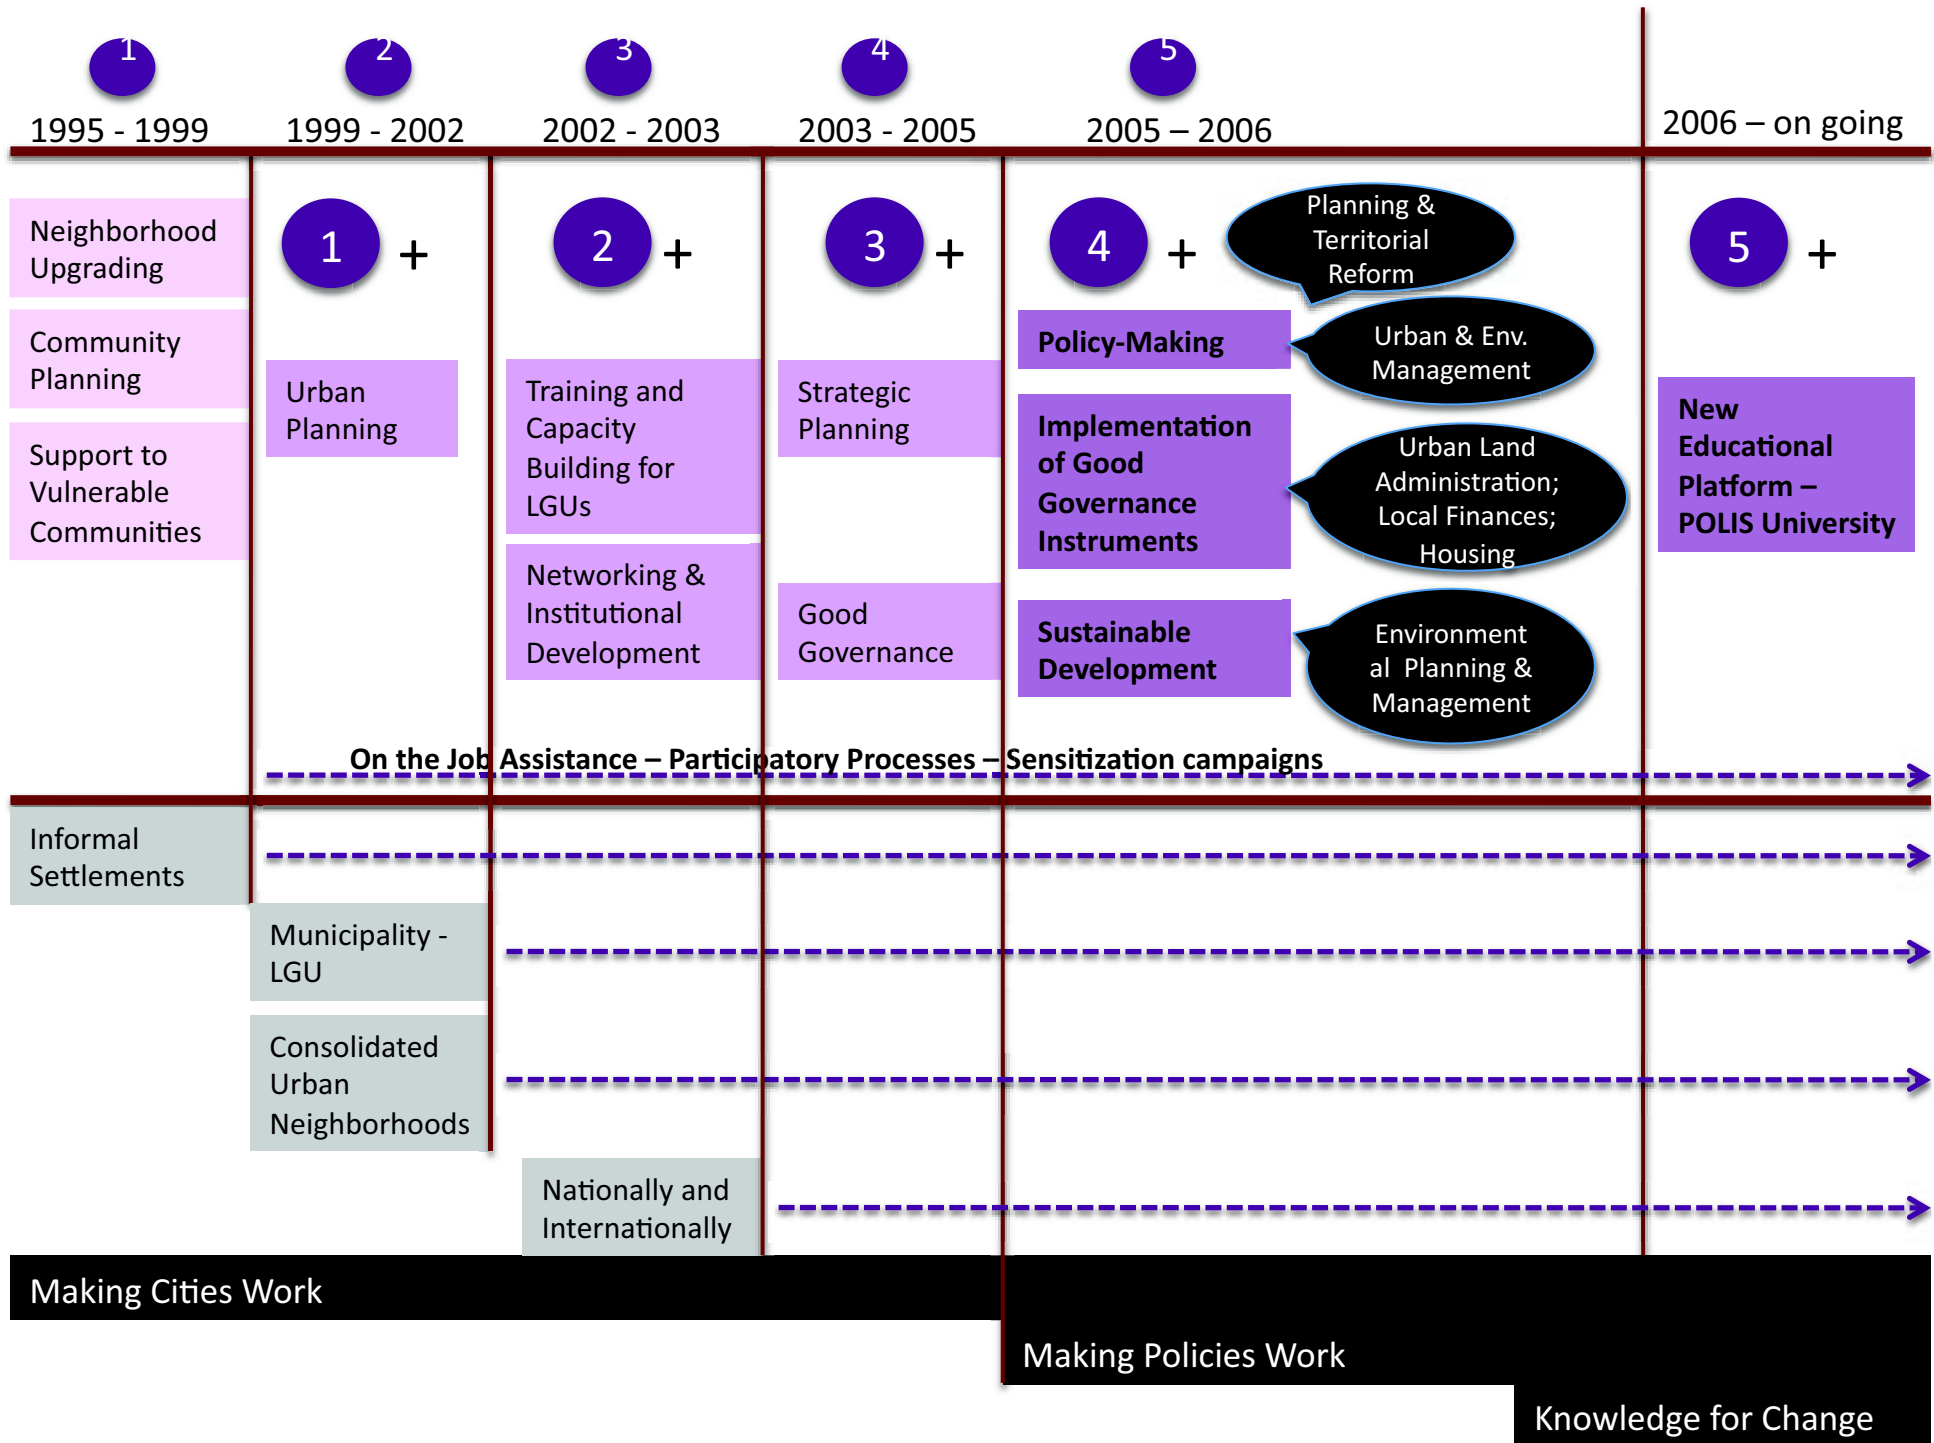 1
2
3
4
5
1995 - 1999
1999 - 2002
2002 - 2003
2003 - 2005
2005 – 2006
2006 – on going
Neighborhood
Upgrading
Community
Planning
Support to
Vulnerable
Communities
1 +
Urban
Planning
2 +
Training and
Capacity
Building for
LGUs
Networking &
Institutional
Development
3 +
Strategic
Planning
Good
Governance
4 +
Policy-Making
Implementation
of Good
Governance
Instruments
Sustainable
Development
Planning &
Territorial
Reform
Urban & Env.
Management
Urban Land
Administration;
Local Finances;
Housing
Environment
al Planning &
Management
5 +
New
Educational
Platform –
POLIS University
On the Job Assistance – Participatory Processes – Sensitization campaigns
Informal
Settlements
Municipality -
LGU
Consolidated
Urban
Neighborhoods
Nationally and
Internationally
Making Cities Work
Making Policies Work
Knowledge for Change